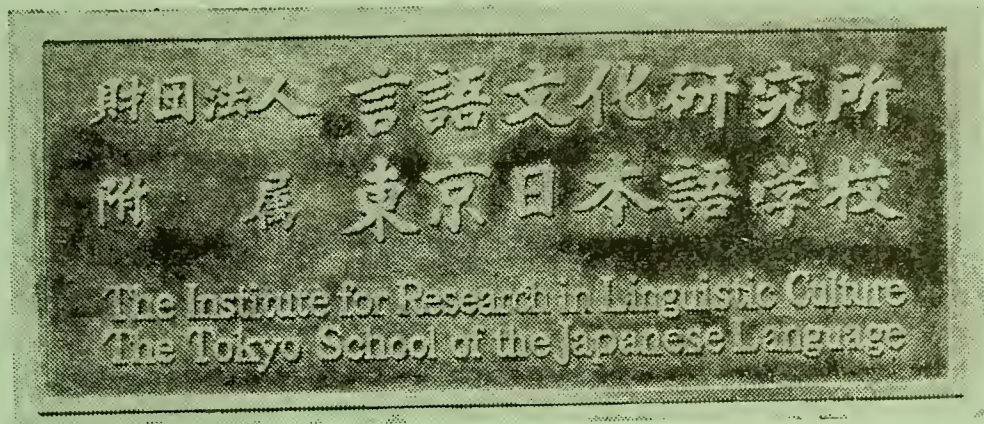 財団法人 言語文化研究所
附属 東京日本語学校
The Institute for Research in Linguistic Culture
The Tokyo School of the Japanese Language